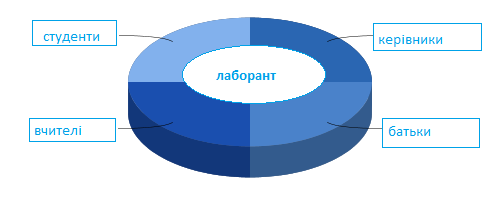 студенти
керівники
лаборант
вчителі
батьки